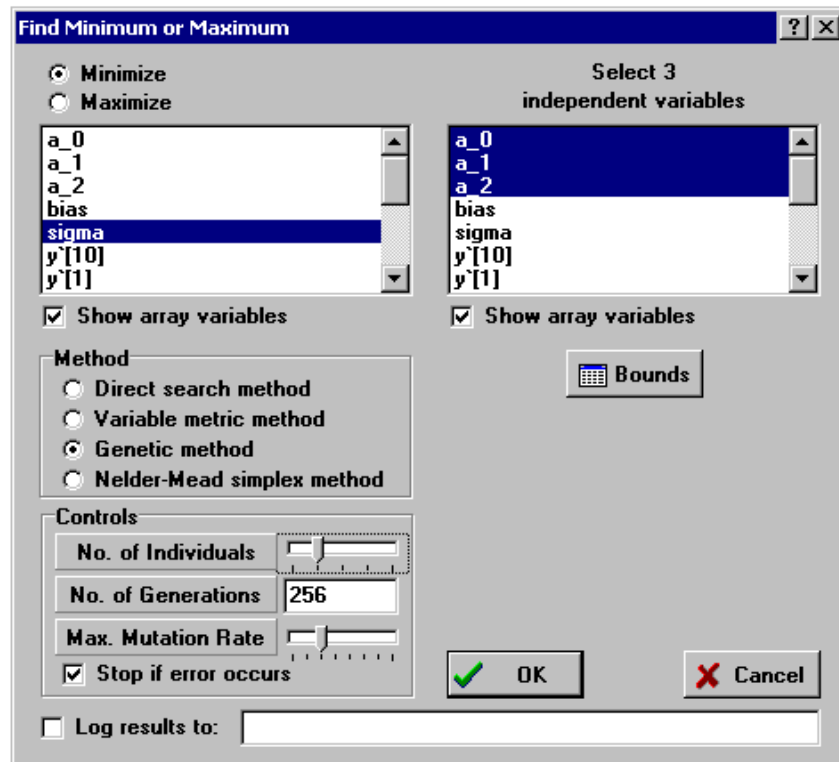 Find Minimum or Maximum
Minimize
Maximize
a_0
a_1
a_2
bias
sigma
y`[10]
y`[1]
Show array variables
Select 3
independent variables
a_0
a_1
a_2
bias
sigma
y`[10]
y`[1]
Show array variables
Bounds
Method
Direct search method
Variable metric method
Genetic method
Nelder-Mead simplex method
Controls
No. of Individuals
No. of Generations 256
Max. Mutation Rate
Stop if error occurs
OK
Cancel
Log results to: